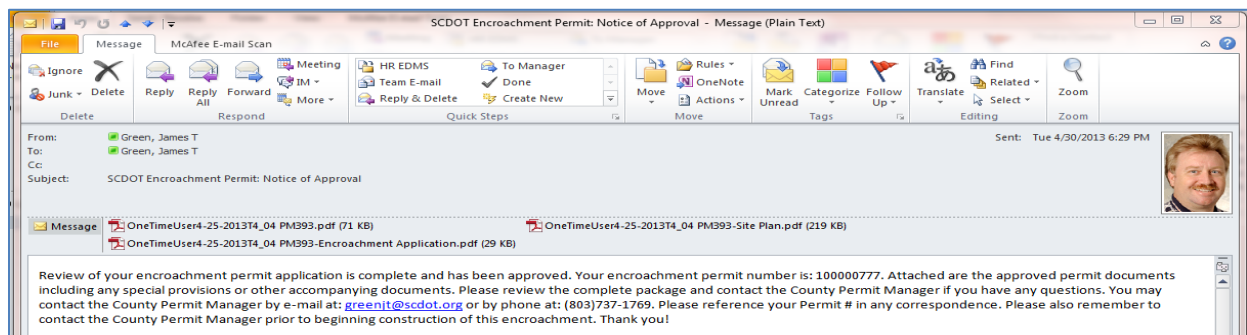 SCDOT Encroachment Permit: Notice of Approval - Message (Plain Text)
File Message McAfee E-mail Scan
Ignore Delete Reply Reply All Forward Meeting HR EDMS To Manager Move Rules OneNote Mark Unread Categorize Follow Up Translate Find Zoom
Junk IM Team E-mail Done Actions Related
More Reply & Delete Create New Select
Delete Respond Quick Steps Move Tags Editing Zoom
From: Green, James T Sent: Tue 4/30/2013 6:29 PM
To: Green, James T
Cc:
Subject: SCDOT Encroachment Permit: Notice of Approval
Message OneTimeUser4-25-2013T4_04 PM393.pdf (71 KB) OneTimeUser4-25-2013T4_04 PM393-Site Plan.pdf (219 KB)
OneTimeUser4-25-2013T4_04 PM393-Encroachment Application.pdf (29 KB)
Review of your encroachment permit application is complete and has been approved. Your encroachment permit number is: 100000777. Attached are the approved permit documents
including any special provisions or other accompanying documents. Please review the complete package and contact the County Permit Manager if you have any questions. You may
contact the County Permit Manager by e-mail at: greenjt@scdot.org or by phone at: (803)737-1769. Please reference your Permit # in any correspondence. Please also remember to
contact the County Permit Manager prior to beginning construction of this encroachment. Thank you!